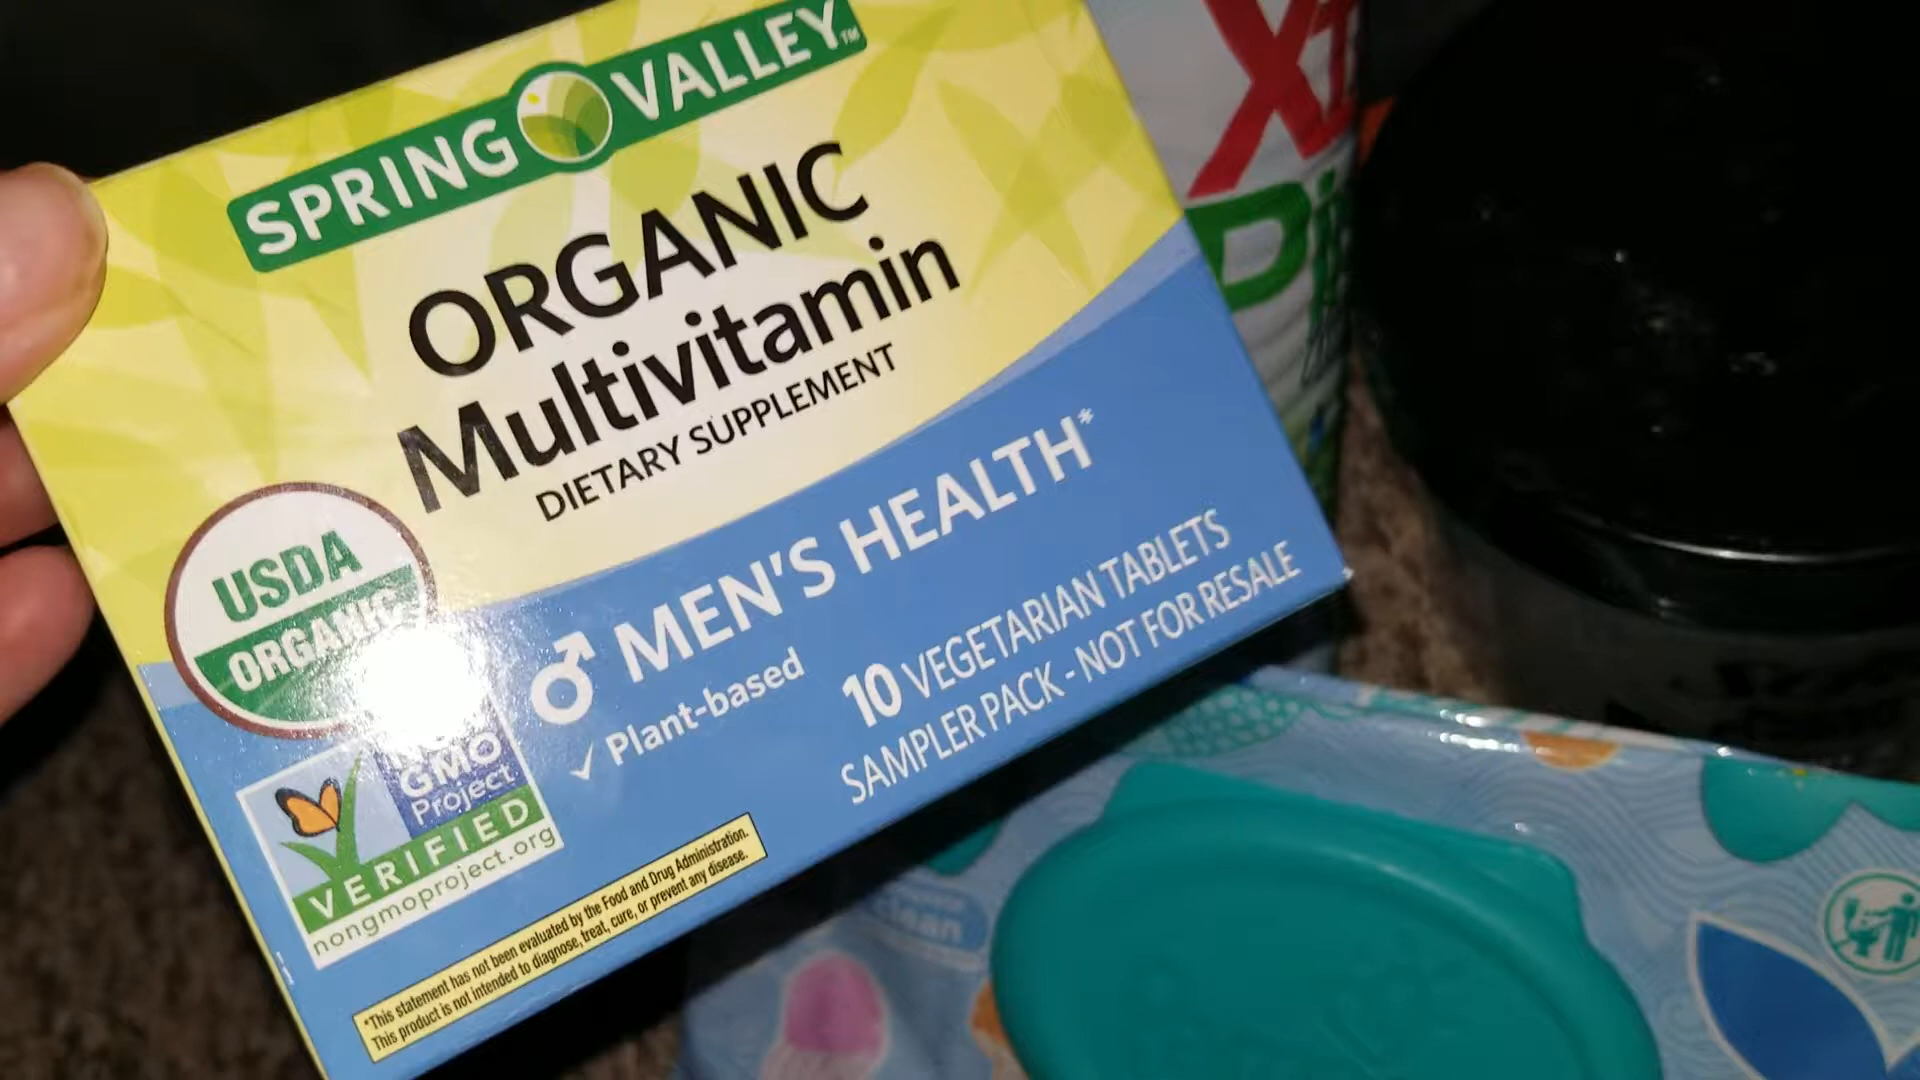 SPRING VALLEY™
ORGANIC
Multivitamin
DIETARY SUPPLEMENT
USDA
ORGANIC
♂ MEN'S HEALTH*
✓ Plant-based
10 VEGETARIAN TABLETS
SAMPLER PACK - NOT FOR RESALE
GMO
Project
VERIFIED
nongmoproject.org
*This statement has not been evaluated by the Food and Drug Administration.
This product is not intended to diagnose, treat, cure, or prevent any disease.